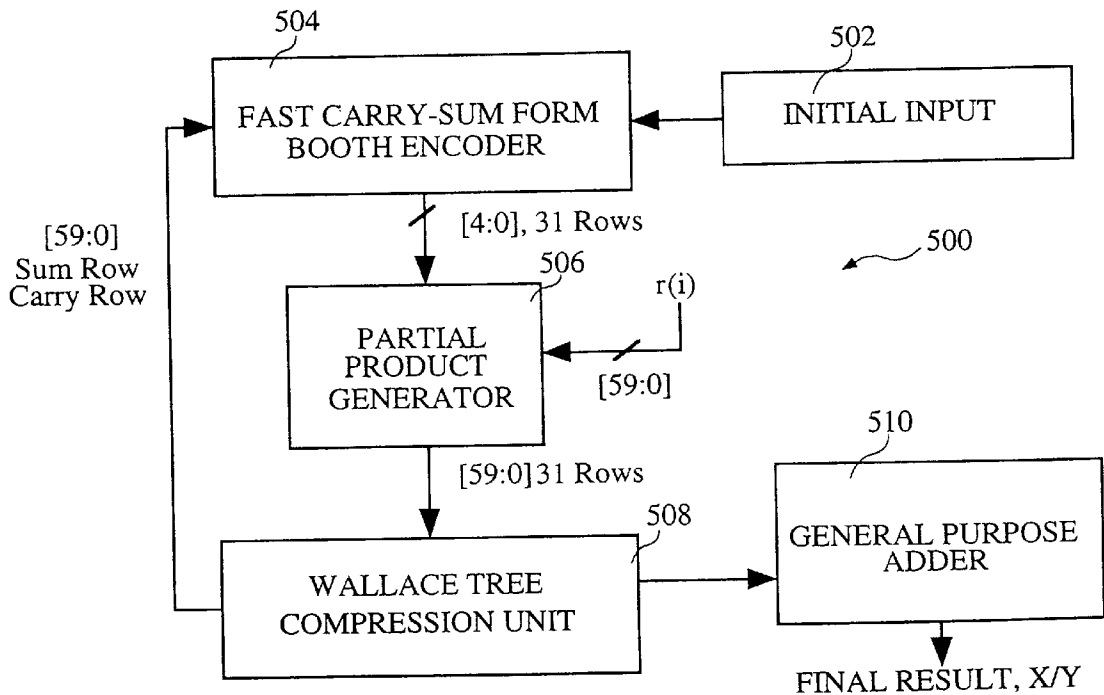 504
502
FAST CARRY-SUM FORM
BOOTH ENCODER
INITIAL INPUT
[4:0], 31 Rows
[59:0]
Sum Row
Carry Row
500
506
r(i)
PARTIAL
PRODUCT
GENERATOR
[59:0]
510
[59:0]31 Rows
508
GENERAL PURPOSE
ADDER
WALLACE TREE
COMPRESSION UNIT
FINAL RESULT, X/Y